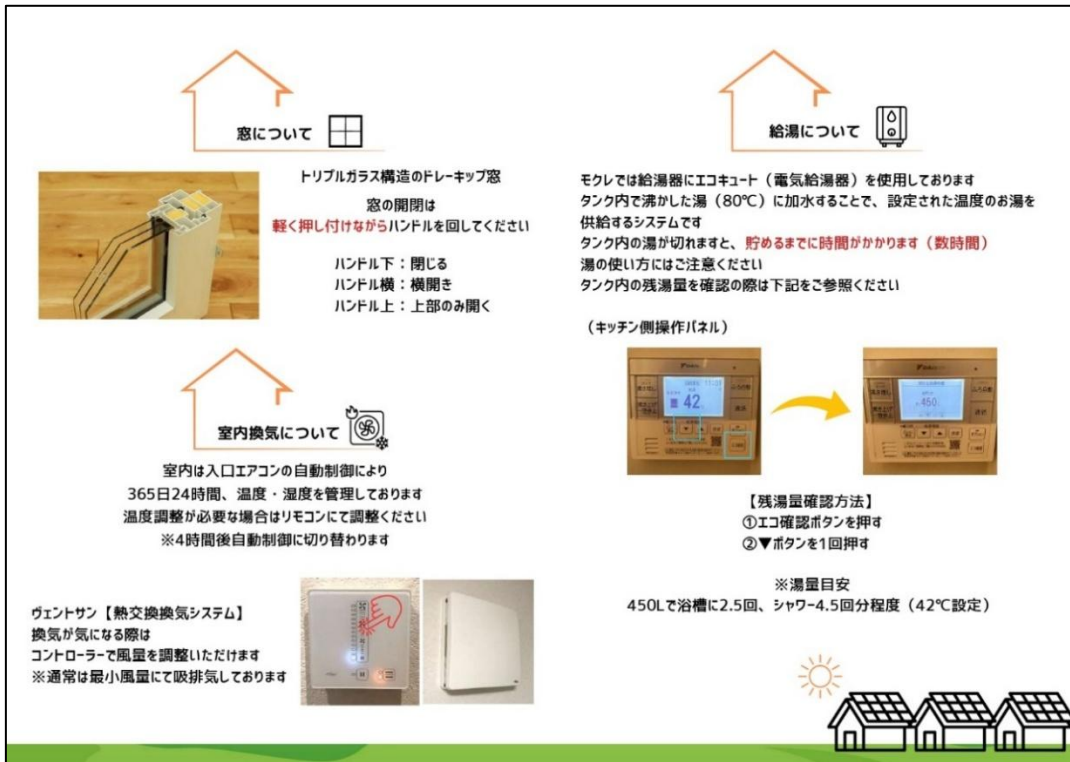 窓について
トリプルガラス構造のドレーキップ窓
窓の開閉は
軽く押し付けながらハンドルを回してください
ハンドル下：閉じる
ハンドル横：横開き
ハンドル上：上部のみ開く
室内換気について
室内は入口エアコンの自動制御により
365日24時間、温度・湿度を管理しております
温度調整が必要な場合はリモコンにて調整ください
※4時間後自動制御に切り替わります
ヴェントサン【熱交換換気システム】
換気が気になる際は
コントローラーで風量を調整いただけます
※通常は最小風量にて吸排気しております
給湯について
モクレでは給湯器にエコキュート（電気給湯器）を使用しております
タンク内で沸かした湯（80℃）に加水することで、設定された温度のお湯を
供給するシステムです
タンク内の湯が切れますと、貯めるまでに時間がかかります（数時間）
湯の使い方にはご注意ください
タンク内の残湯量を確認の際は下記をご参照ください
（キッチン側操作パネル）
42
450
【残湯量確認方法】
①エコ確認ボタンを押す
②▼ボタンを1回押す
※湯量目安
450Lで浴槽に2.5回、シャワー4.5回分程度（42℃設定）